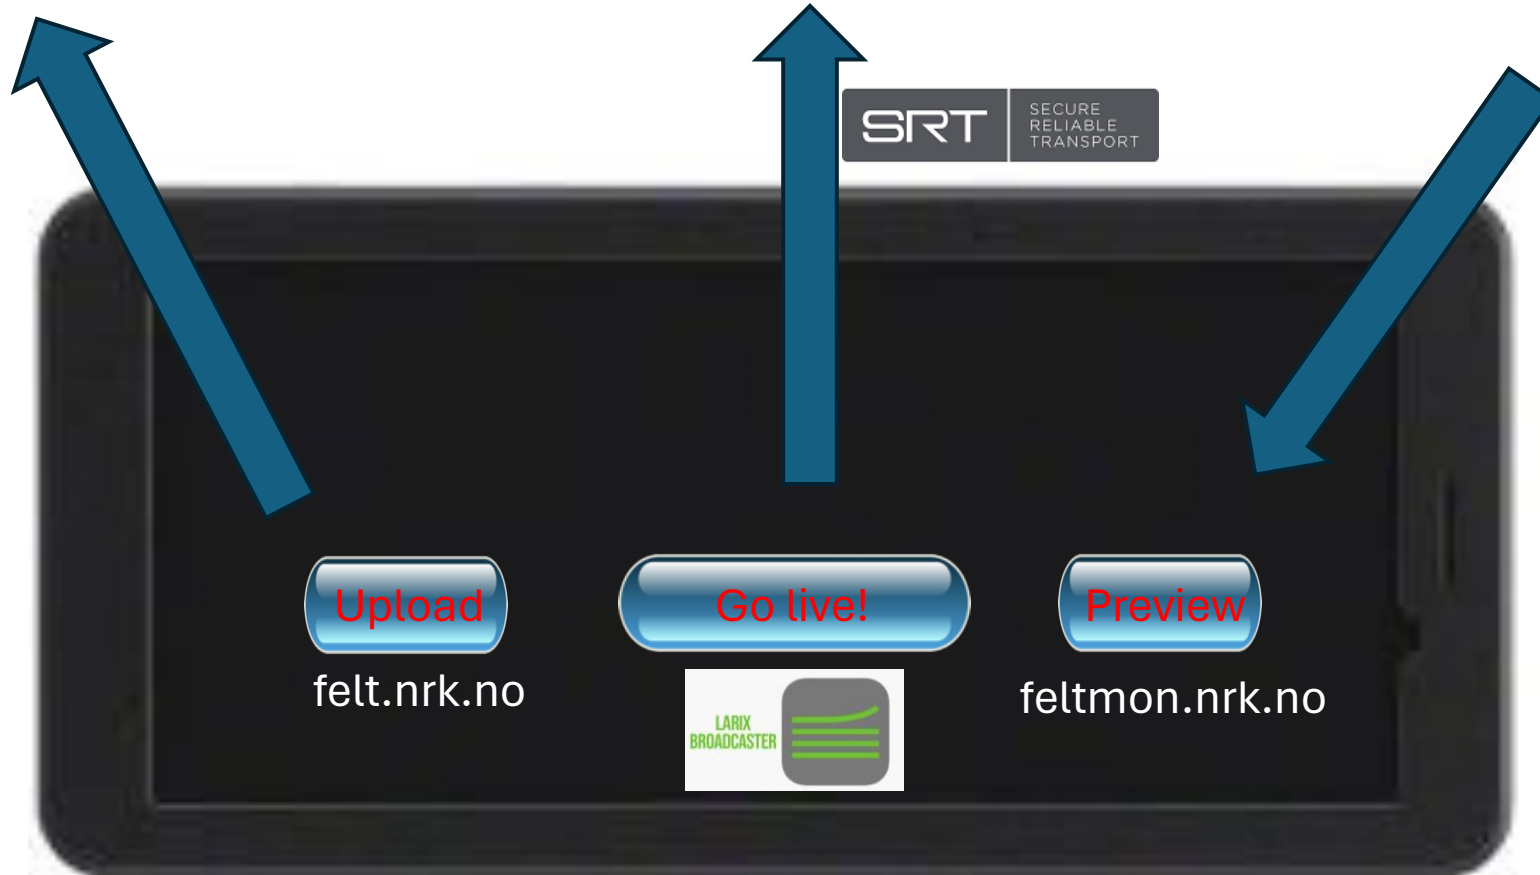 SRT
SECURE
RELIABLE
TRANSPORT
Upload
Go live!
Preview
felt.nrk.no
LARIX
BROADCASTER
feltmon.nrk.no